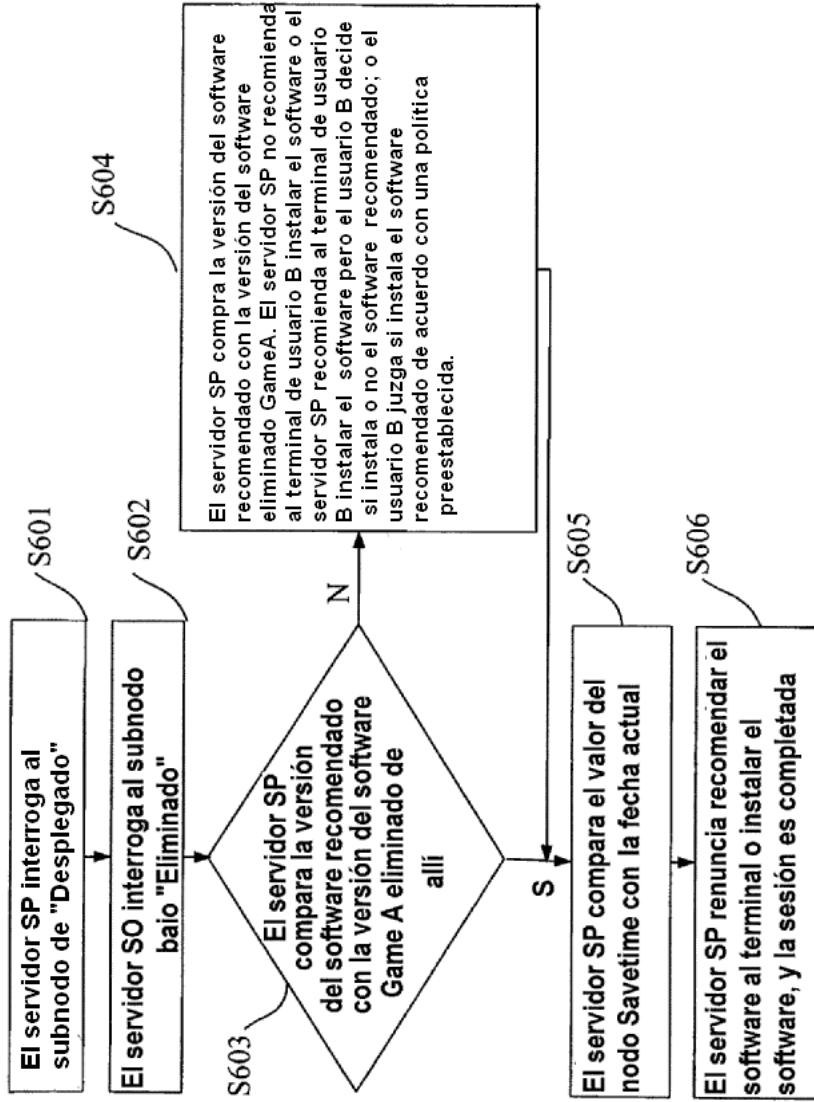 S601
El servidor SP interroga al
subnodo de "Desplegado"
S602
El servidor SO interroga al subnodo
baio "Eliminado"
S603
El servidor SP
compara la versión
del software recomendado
con la versión del software
Game A eliminado de
allí
N
S604
El servidor SP compra la versión del software
recomendado con la versión del software
eliminado GameA. El servidor SP no recomienda
al terminal de usuario B instalar el software o el
servidor SP recomienda al terminal de usuario
B instalar el software pero el usuario B decide
si instala o no el software recomendado; o el
usuario B juzga si instala el software
recomendado de acuerdo con una política
preestablecida.
S
S605
El servidor SP compara el valor del
nodo Savetime con la fecha actual
S606
El servidor SP renuncia recomendar el
software al terminal o instalar el
software, y la sesión es completada